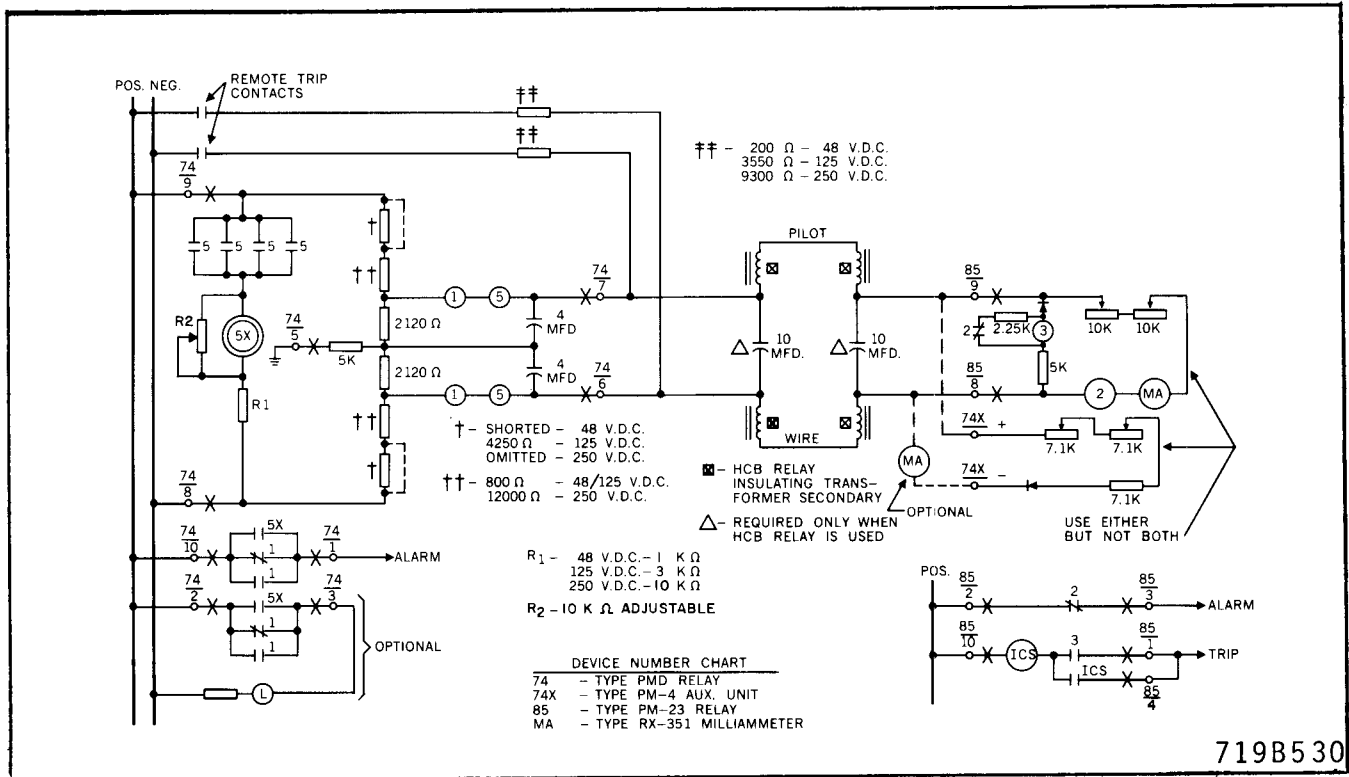 POS. NEG.
REMOTE TRIP
CONTACTS
‡‡
‡‡
‡‡ - 200 Ω - 48 V.D.C.
3550 Ω - 125 V.D.C.
9300 Ω - 250 V.D.C.
74
9
5 5 5 5
†
††
R2
5X
74
5
5K
R1
2120 Ω
2120 Ω
††
†
1 5
1 5
4
MFD
4
MFD
74
7
74
6
74
8
† - SHORTED - 48 V.D.C.
4250 Ω - 125 V.D.C.
OMITTED - 250 V.D.C.
†† - 800 Ω - 48/125 V.D.C.
12000 Ω - 250 V.D.C.
PILOT
10
MFD.
10
MFD.
WIRE
- HCB RELAY
INSULATING TRANS-
FORMER SECONDARY
△ - REQUIRED ONLY WHEN
HCB RELAY IS USED
85
9
2 2.25K 3
10K 10K
5K
85
8
2 MA
74X +
7.1K 7.1K
MA
74X -
7.1K
OPTIONAL
USE EITHER
BUT NOT BOTH
74
10
5X
1
1
74
1
ALARM
74
2
5X
1
1
74
3
OPTIONAL
L
R1 - 48 V.D.C.-1 K Ω
125 V.D.C.-3 K Ω
250 V.D.C.-10 K Ω
R2-10 K Ω ADJUSTABLE
DEVICE NUMBER CHART
74 - TYPE PMD RELAY
74X - TYPE PM-4 AUX. UNIT
85 - TYPE PM-23 RELAY
MA - TYPE RX-351 MILLIAMMETER
POS.
85
2
2
85
3
ALARM
85
10
ICS
3
ICS
85
1
TRIP
85
4
719B530